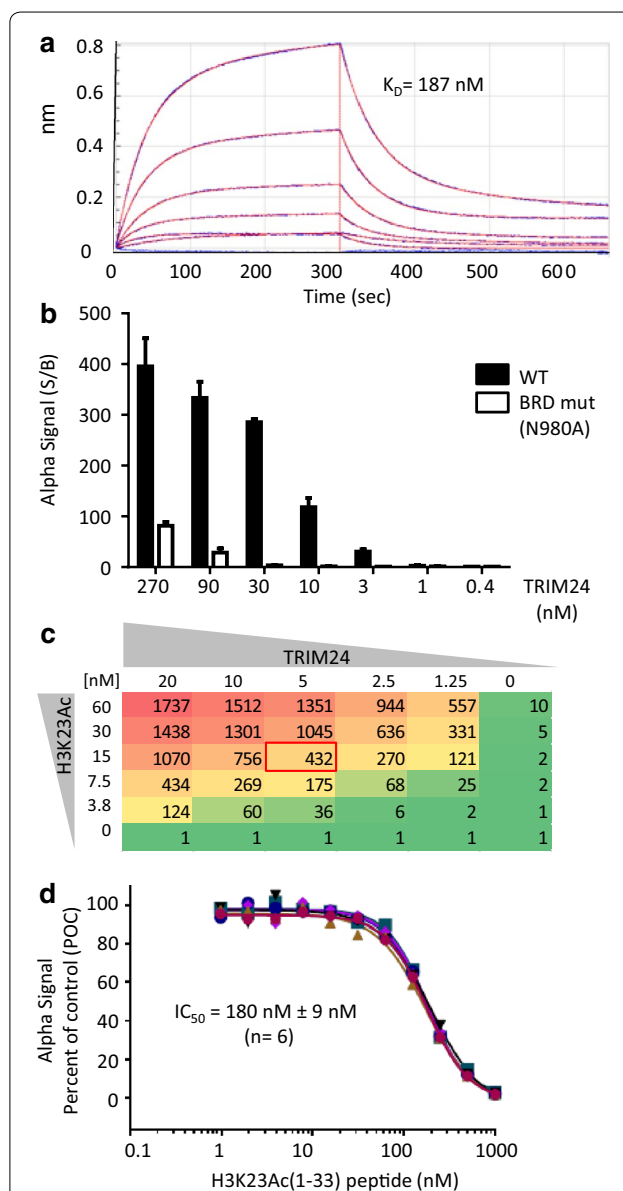 a
0.8
0.6
0.4
0.2
0
nm
K_D= 187 nM
0 100 200 300 400 500 600
Time (sec)
b
500
400
300
200
100
0
Alpha Signal (S/B)
WT
BRD mut
(N980A)
270 90 30 10 3 1 0.4 TRIM24
(nM)
c
TRIM24
[nM] 20 10 5 2.5 1.25 0
H3K23Ac
60 1737 1512 1351 944 557 10
30 1438 1301 1045 636 331 5
15 1070 756 432 270 121 2
7.5 434 269 175 68 25 2
3.8 124 60 36 6 2 1
0 1 1 1 1 1 1
d
100
80
60
40
20
0
Alpha Signal
Percent of control (POC)
IC50 = 180 nM ± 9 nM
(n= 6)
0.1 1 10 100 1000
H3K23Ac(1-33) peptide (nM)